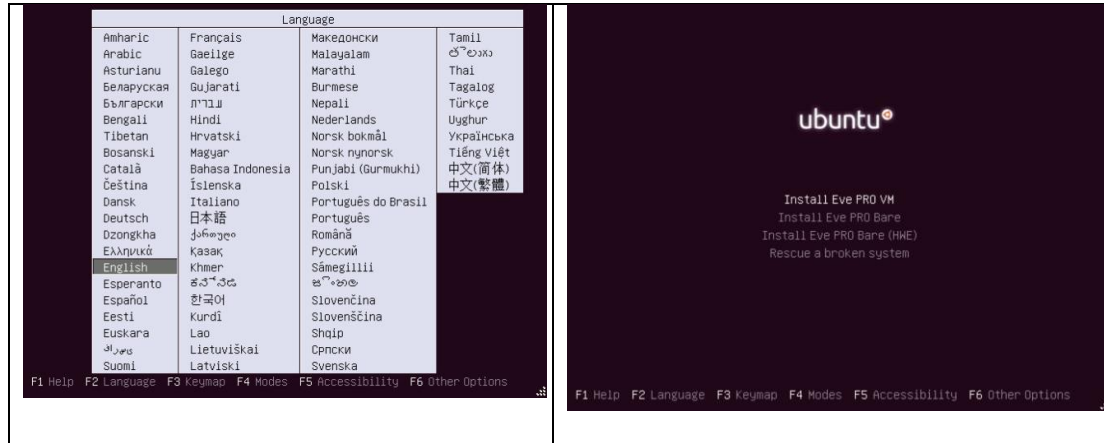 Language
Amharic
Arabic
Asturianu
Беларуская
Български
Bengali
Tibetan
Bosanski
Català
Čeština
Dansk
Deutsch
Dzongkha
Ελληνικά
English
Esperanto
Español
Eesti
Euskara
Suomi
Français
Gaeilge
Galego
Gujarati
עברית
Hindi
Hrvatski
Magyar
Bahasa Indonesia
Íslenska
Italiano
日本語
ქართული
Қазақ
Khmer
한국어
Kurdî
Lao
Lietuviškai
Latviski
Македонски
Malayalam
Marathi
Burmese
Nepali
Nederlands
Norsk bokmål
Norsk nynorsk
Punjabi (Gurmukhi)
Polski
Português do Brasil
Português
Română
Русский
Sámegillii
Slovenčina
Slovenščina
Shqip
Српски
Svenska
Tamil
Thai
Tagalog
Türkçe
Uyghur
Українська
Tiếng Việt
中文(简体)
中文(繁體)
F1 Help F2 Language F3 Keymap F4 Modes F5 Accessibility F6 Other Options
ubuntu
Install Eve PRO VM
Install Eve PRO Bare
Install Eve PRO Bare (HWE)
Rescue a broken system
F1 Help F2 Language F3 Keymap F4 Modes F5 Accessibility F6 Other Options